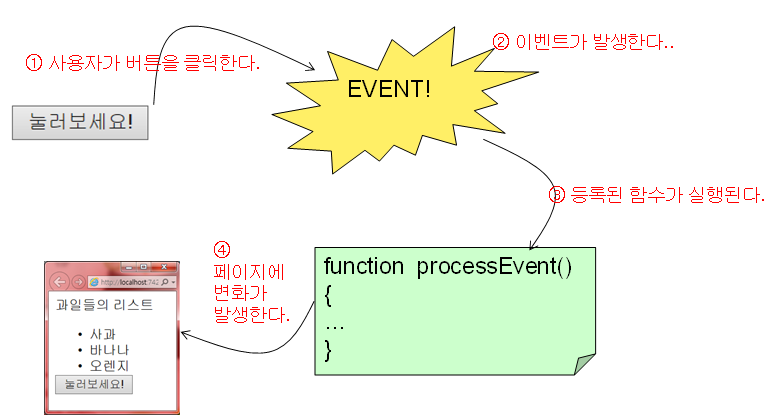 ① 사용자가 버튼을 클릭한다.
눌러보세요!
EVENT!
② 이벤트가 발생한다..
③ 등록된 함수가 실행된다.
function processEvent()
{
...
}
④
페이지에
변화가
발생한다.
http://localhost:742
과일들의 리스트
• 사과
• 바나나
• 오렌지
눌러보세요!